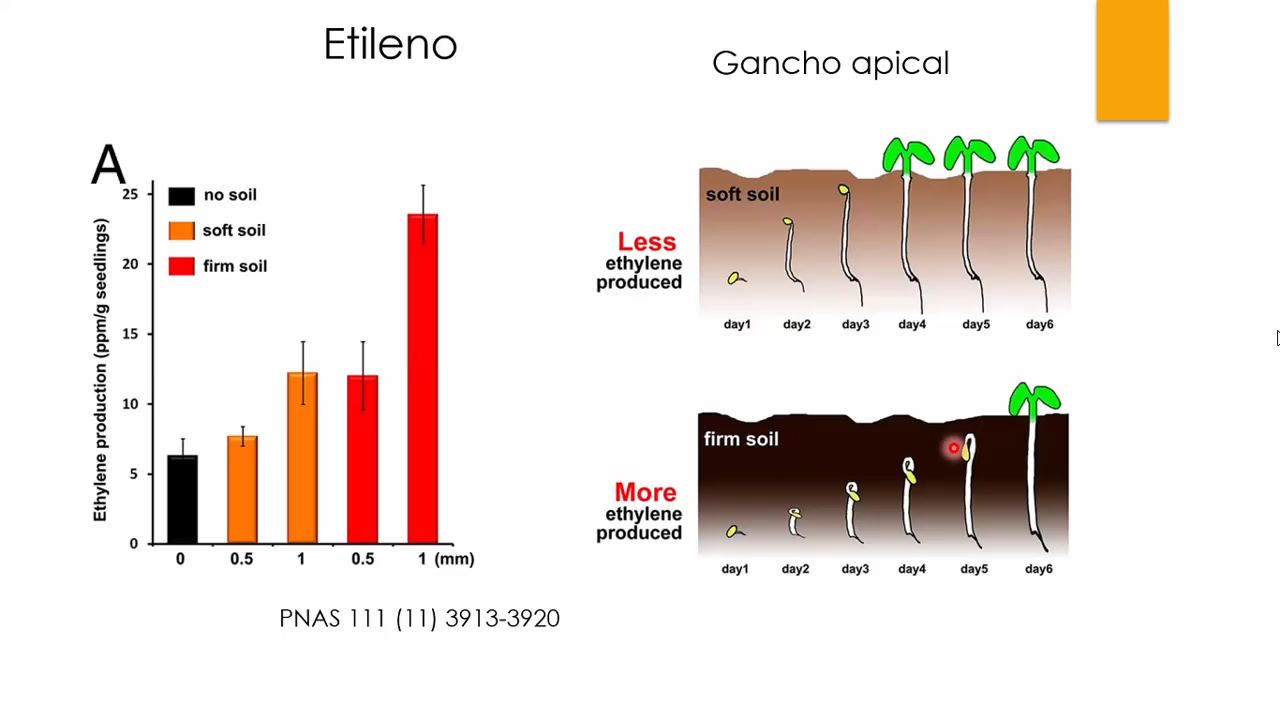 Etileno
Gancho apical
A
no soil
soft soil
firm soil
Ethylene production (ppm/g seedlings)
25
20
15
10
5
0
0 0.5 1 0.5 1 (mm)
PNAS 111 (11) 3913-3920
soft soil
Less
ethylene
produced
day1 day2 day3 day4 day5 day6
firm soil
More
ethylene
produced
day1 day2 day3 day4 day5 day6